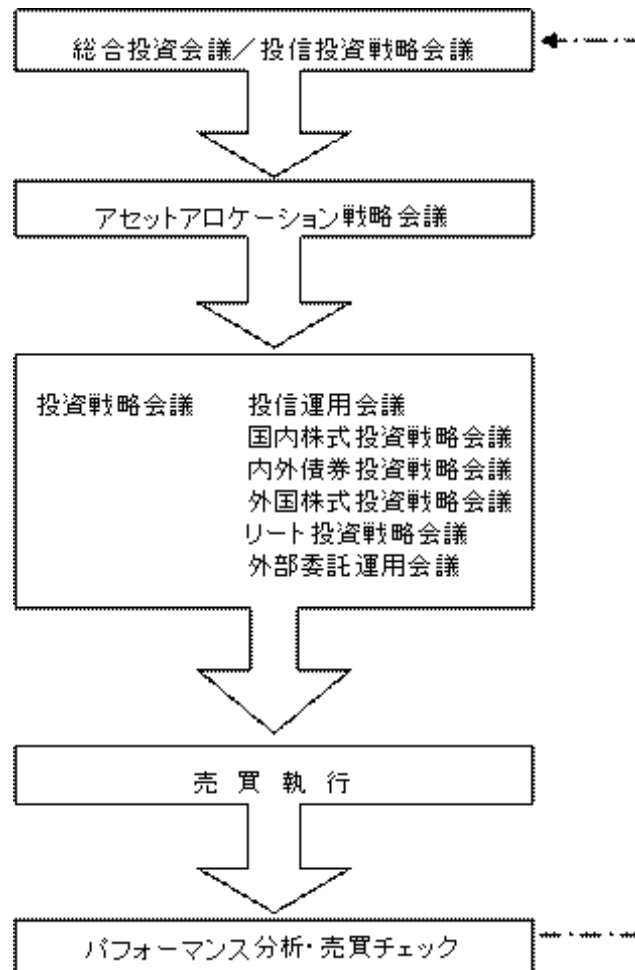 総合投資会議／投信投資戦略会議
アセットアロケーション戦略会議
投資戦略会議 投信運用会議
国内株式投資戦略会議
内外債券投資戦略会議
外国株式投資戦略会議
リート投資戦略会議
外部委託運用会議
売買執行
パフォーマンス分析・売買チェック